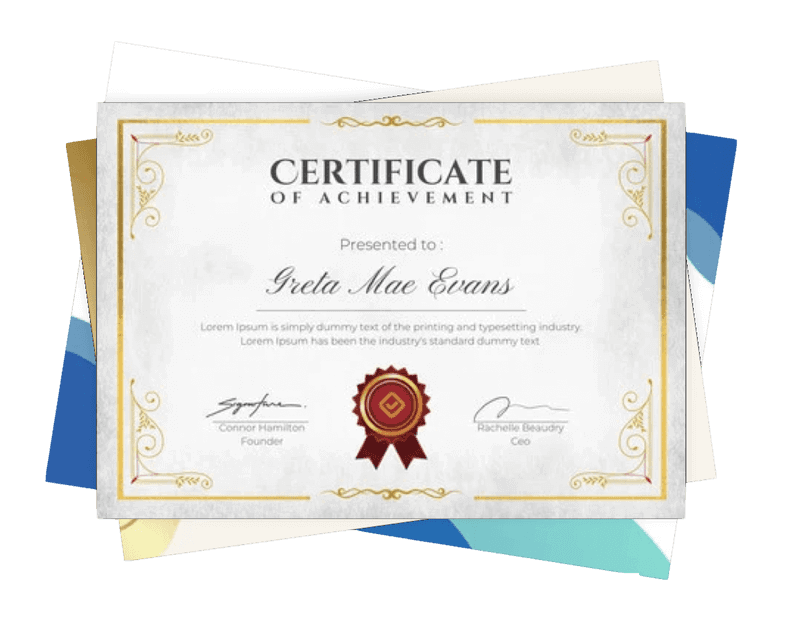 CERTIFICATE
OF ACHIEVEMENT
Presented to :
Greta Mae Evans
Lorem Ipsum is simply dummy text of the printing and typesetting industry.
Lorem Ipsum has been the industry's standard dummy text
Signature
Connor Hamilton
Founder
Rachelle Beaudry
Ceo